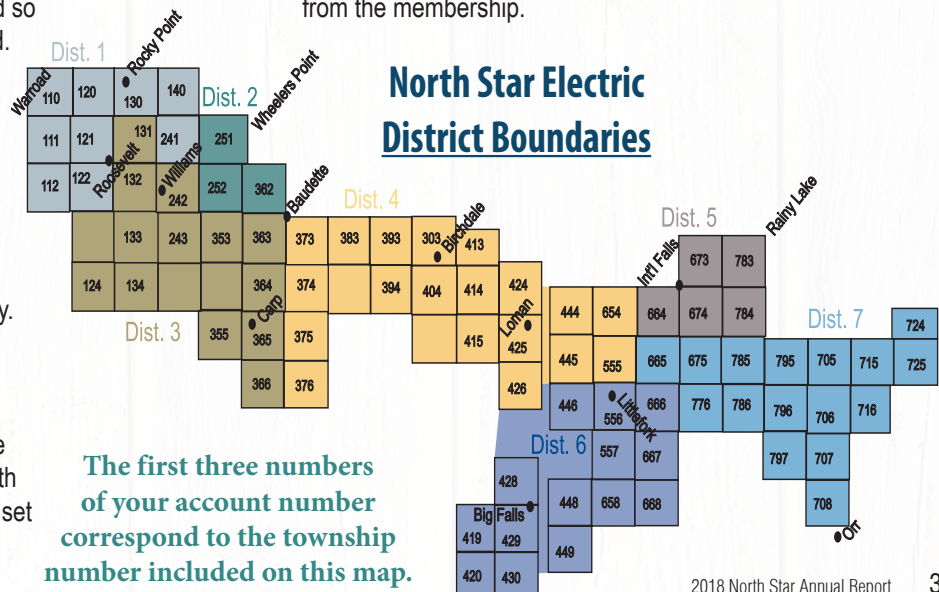 d so
d.
from the membership.
North Star Electric
District Boundaries
Dist. 1
Rocky Point
Warroad
110 120 130 140
Dist. 2
Wheelers Point
111 121 131 241 251
Roosevelt
Williams
112 122 132 242 252 362
Baudette
Dist. 4
133 243 353 363 373 383 393 303 413
Birchdale
Dist. 5
Rainy Lake
Int'l Falls
673 783
124 134 364 374 394 404 414 424
444 654 664 674 784
Dist. 7
724
y.
Dist. 3
355 365 375 415 425
Carp
Loman
445 555 665 675 785 795 705 715 725
366 376 426
446 556 666 776 786 796 706 716
Littlefork
Dist. 6
557 667 797 707
e
th
set
The first three numbers
of your account number
correspond to the township
number included on this map.
428 448 658 668 708
Big Falls
Orr
419 429 449
420 430
2018 North Star Annual Report 3